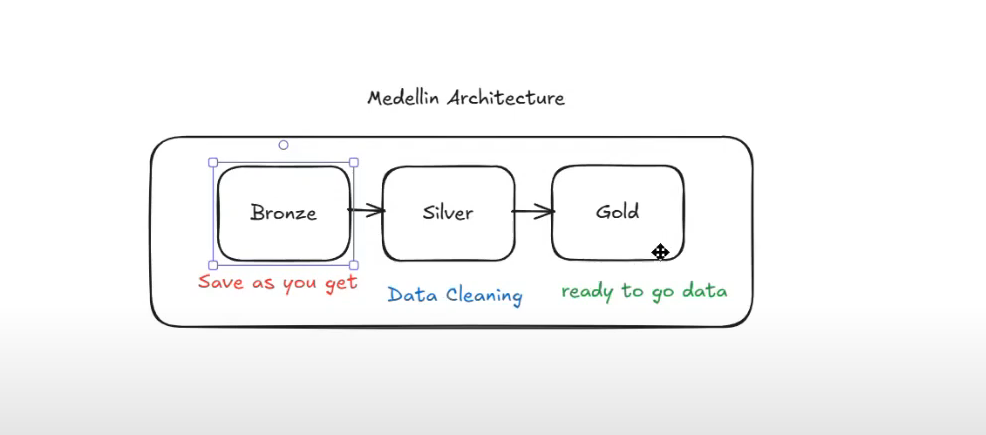 Medellin Architecture
Bronze
Silver
Gold
Save as you get
Data Cleaning
ready to go data